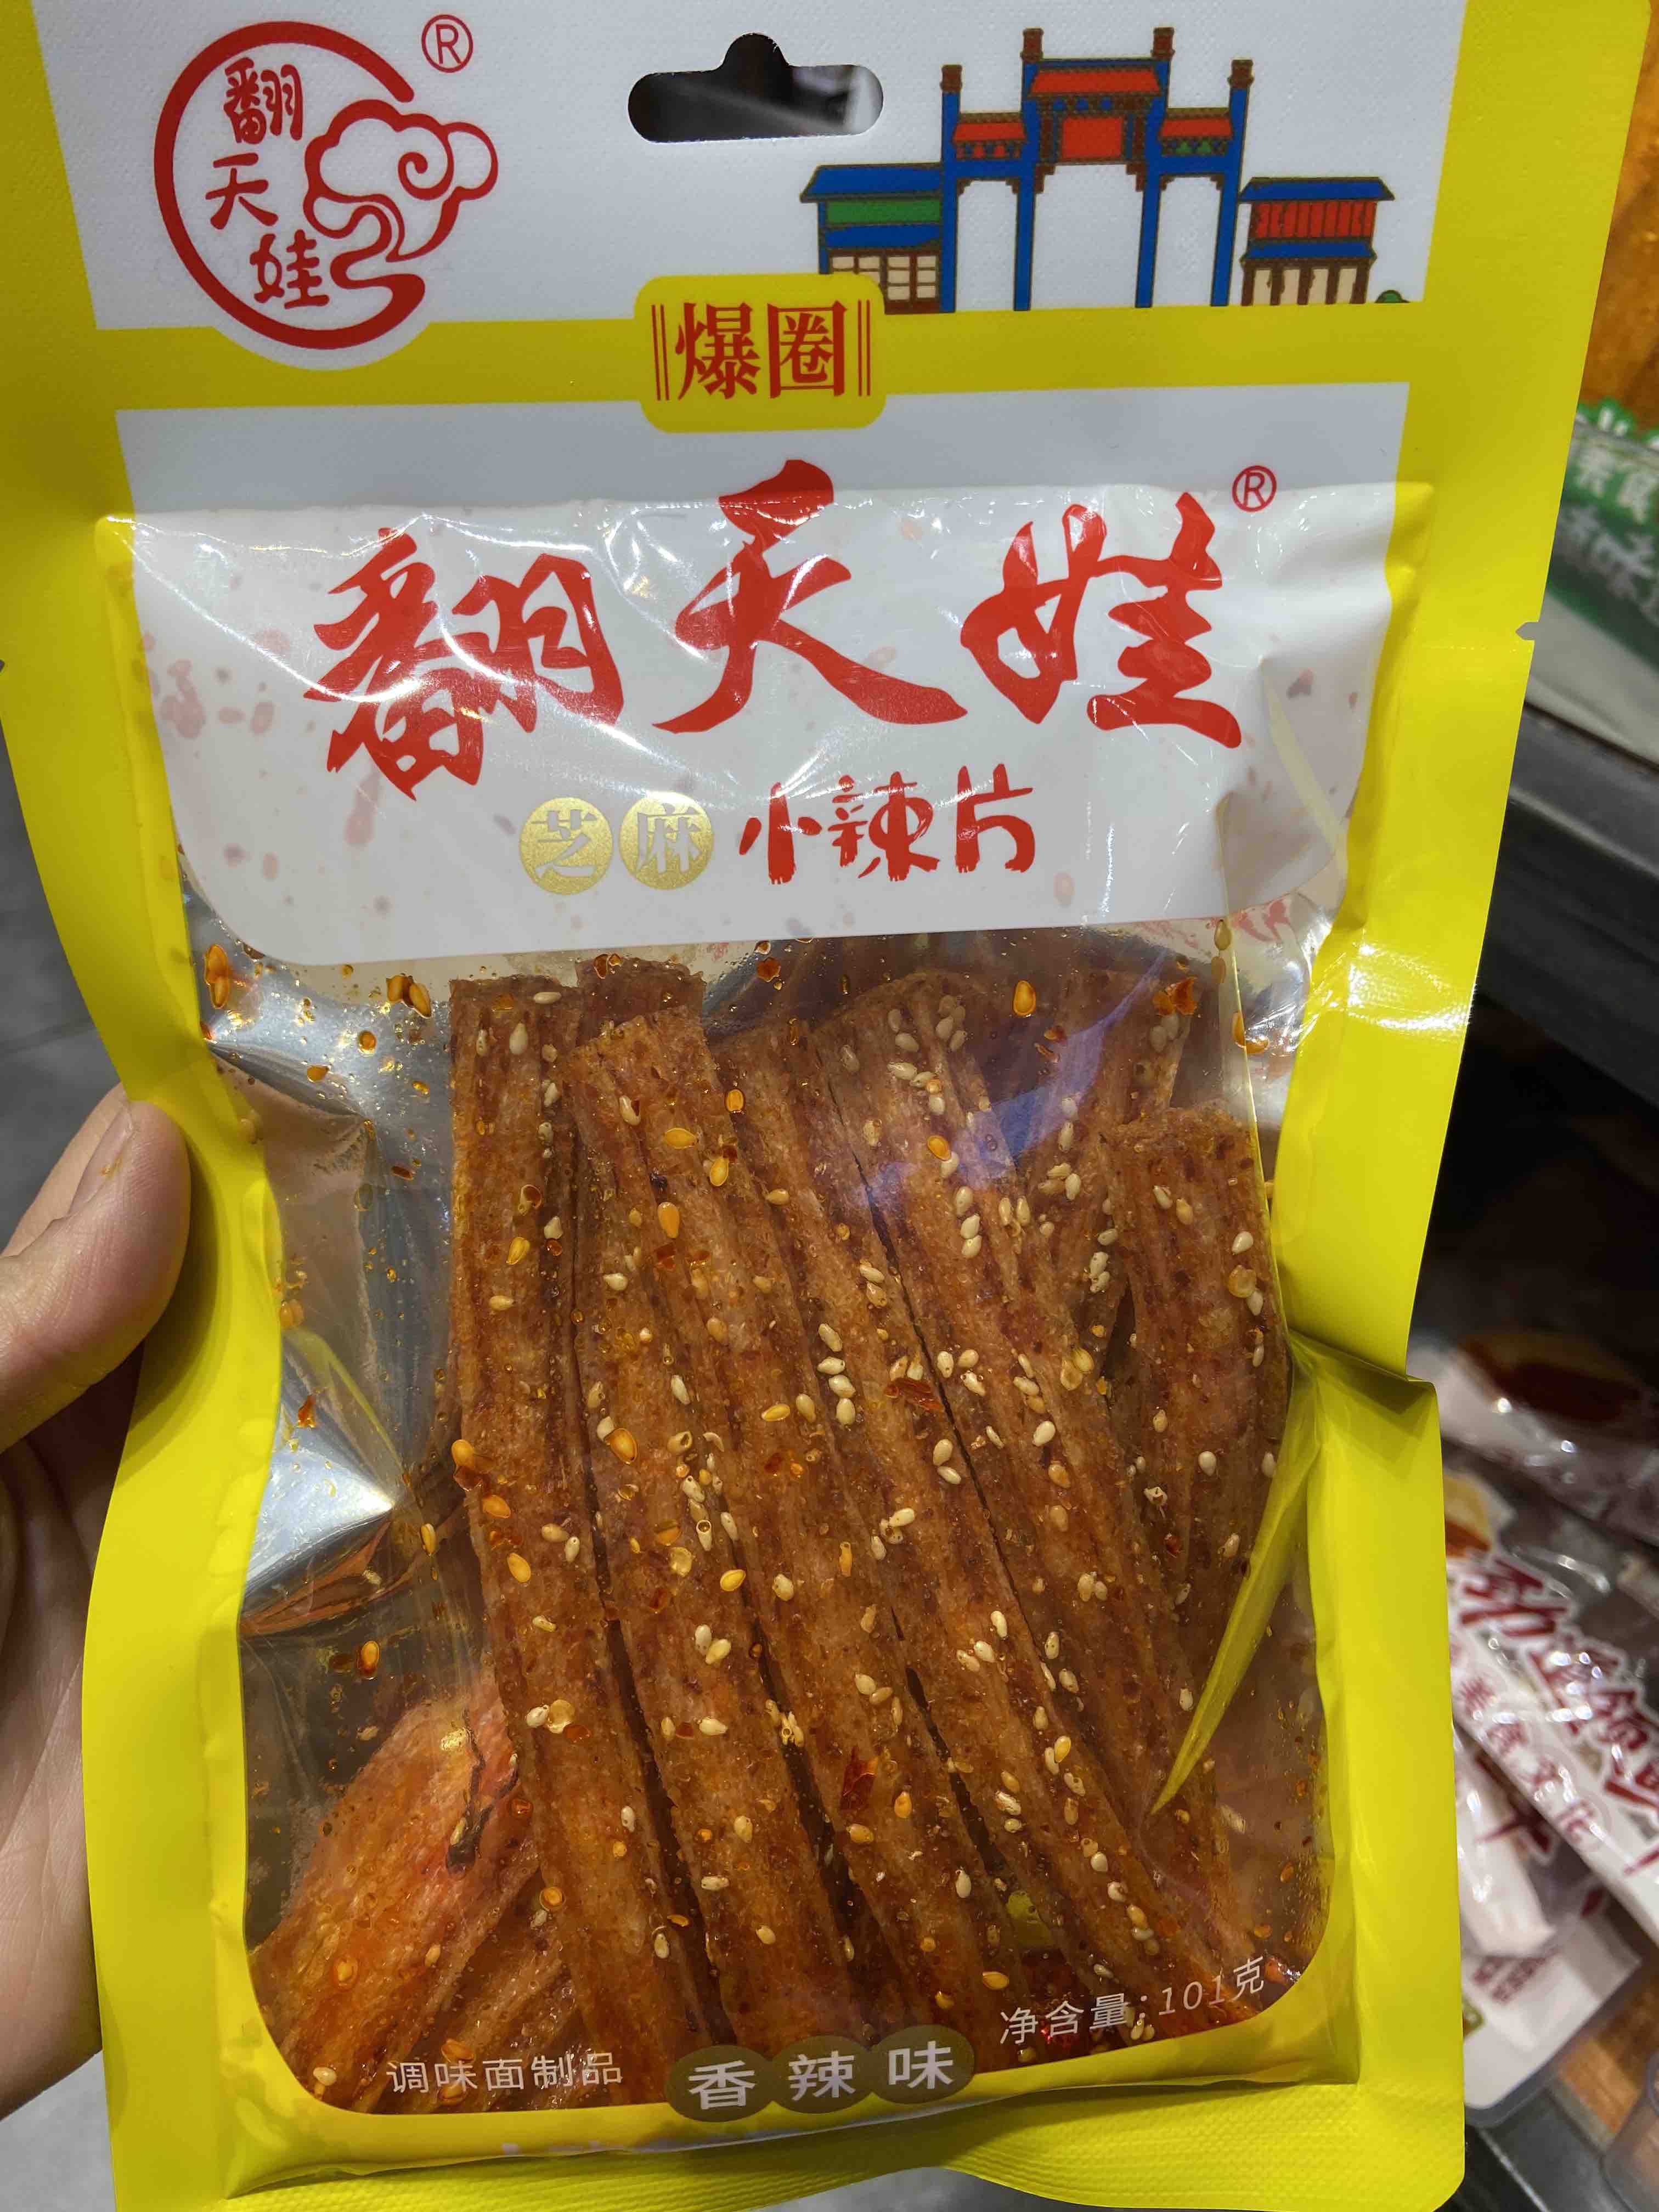 翻天娃
®
爆圈
翻天娃®
芝麻 小辣片
净含量:101克
调味面制品
香辣味